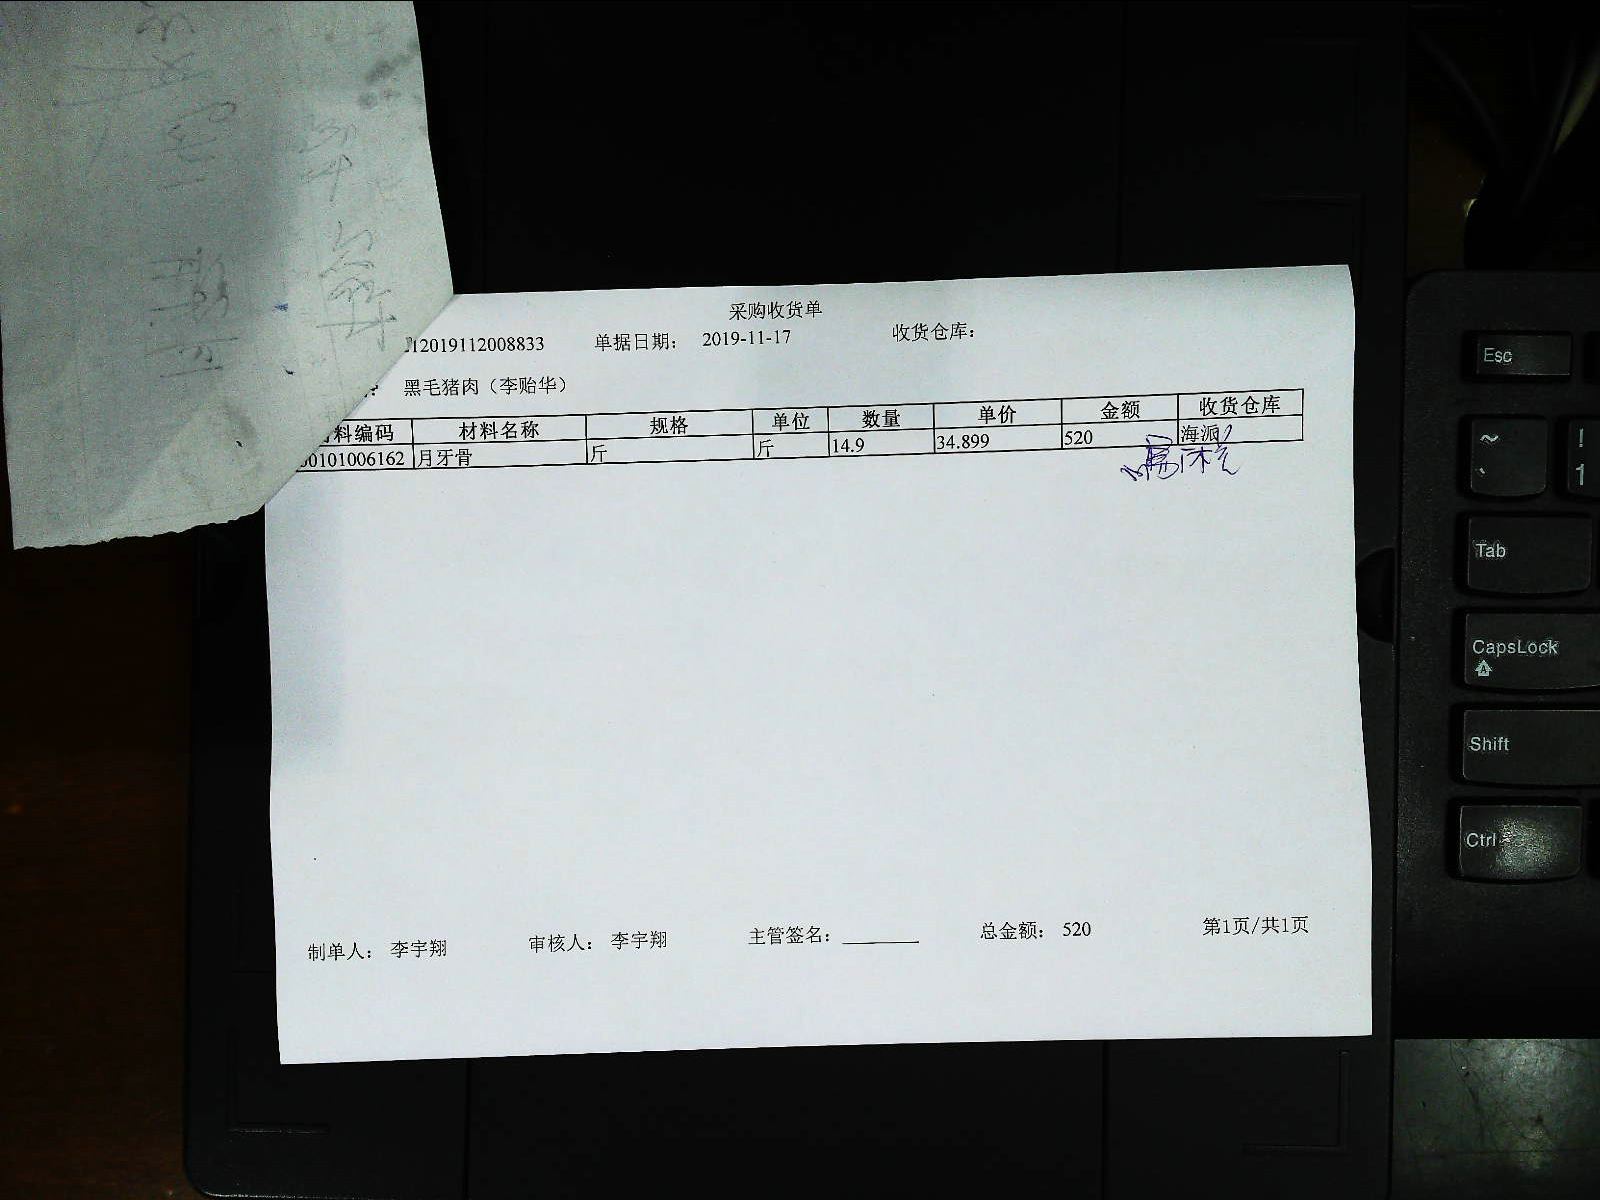 采购收货单
12019112008833 单据日期： 2019-11-17 收货仓库：
黑毛猪肉（李贻华）
料编码 材料名称 规格 单位 数量 单价 金额 收货仓库
0101006162 月牙骨 斤 斤 14.9 34.899 520 海派
制单人： 李宇翔 审核人： 李宇翔 主管签名： 总金额： 520 第1页/共1页
Esc
~ !
` 1
Tab
CapsLock
Shift
Ctrl